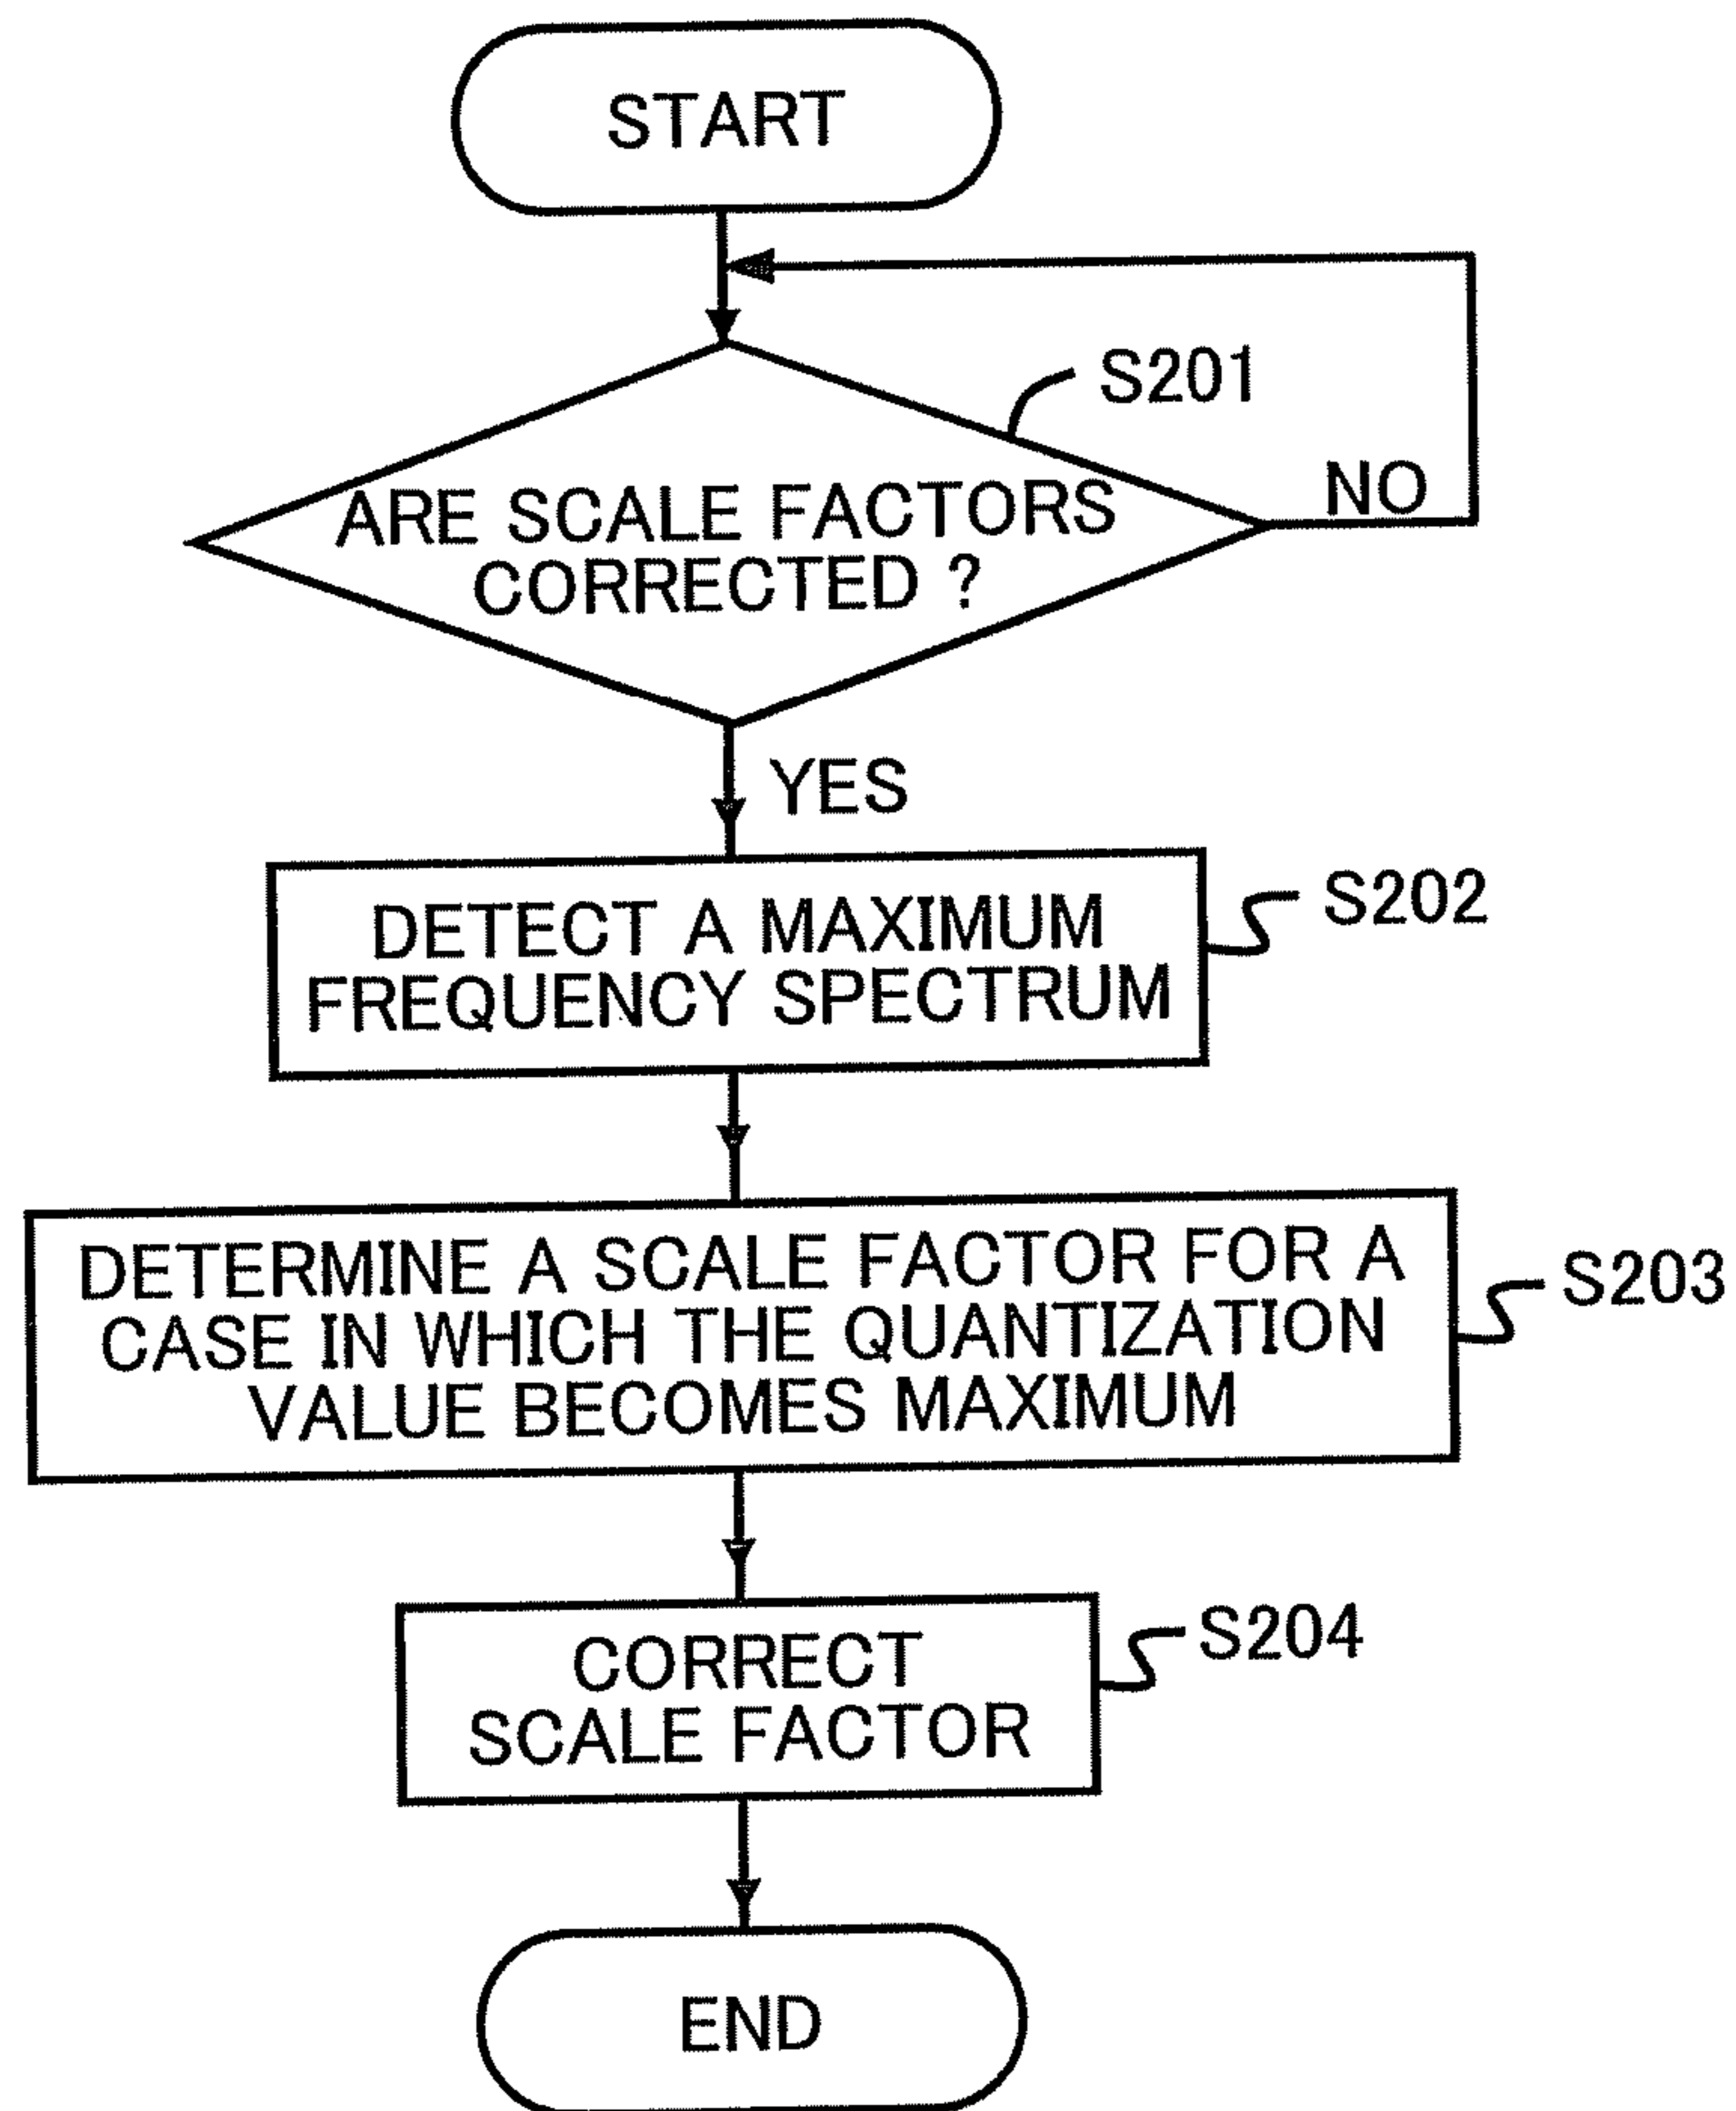 START
S201
ARE SCALE FACTORS
CORRECTED ?
NO
YES
DETECT A MAXIMUM
FREQUENCY SPECTRUM
S202
DETERMINE A SCALE FACTOR FOR A
CASE IN WHICH THE QUANTIZATION
VALUE BECOMES MAXIMUM
S203
CORRECT
SCALE FACTOR
S204
END